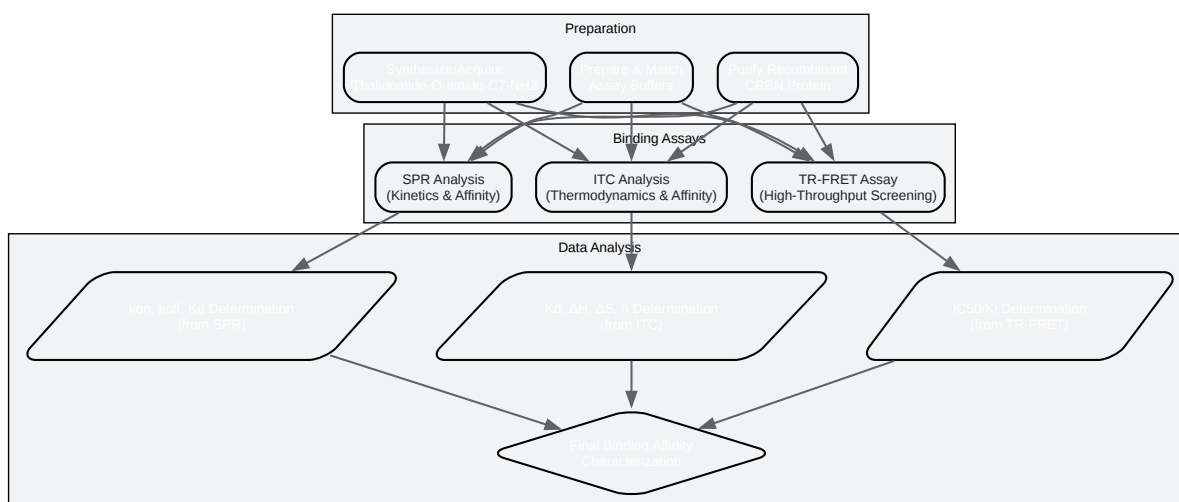 Preparation
Synthesize/Acquire
Thalidomide-O-amido-C7-NH2
Prepare & Match
Assay Buffers
Purify Recombinant
CRBN Protein
Binding Assays
SPR Analysis
(Kinetics & Affinity)
ITC Analysis
(Thermodynamics & Affinity)
TR-FRET Assay
(High-Throughput Screening)
Data Analysis
kon, koff, Kd Determination
(from SPR)
Kd, ΔH, ΔS, n Determination
(from ITC)
IC50/Ki Determination
(from TR-FRET)
Final Binding Affinity
Characterization